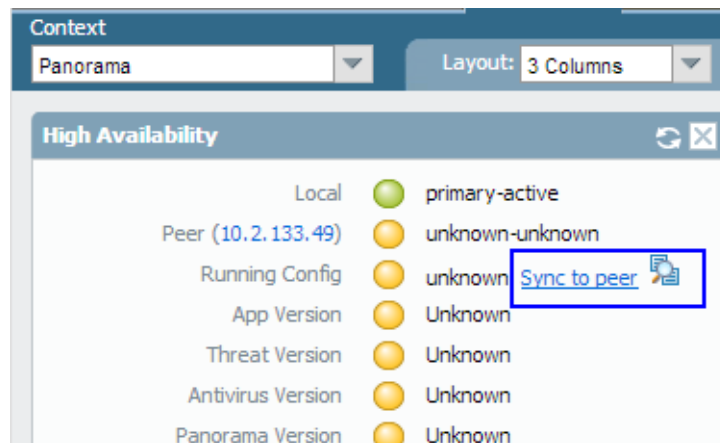 Context
Panorama
Layout: 3 Columns
High Availability
Local primary-active
Peer (10.2.133.49) unknown-unknown
Running Config unknown Sync to peer
App Version Unknown
Threat Version Unknown
Antivirus Version Unknown
Panorama Version Unknown